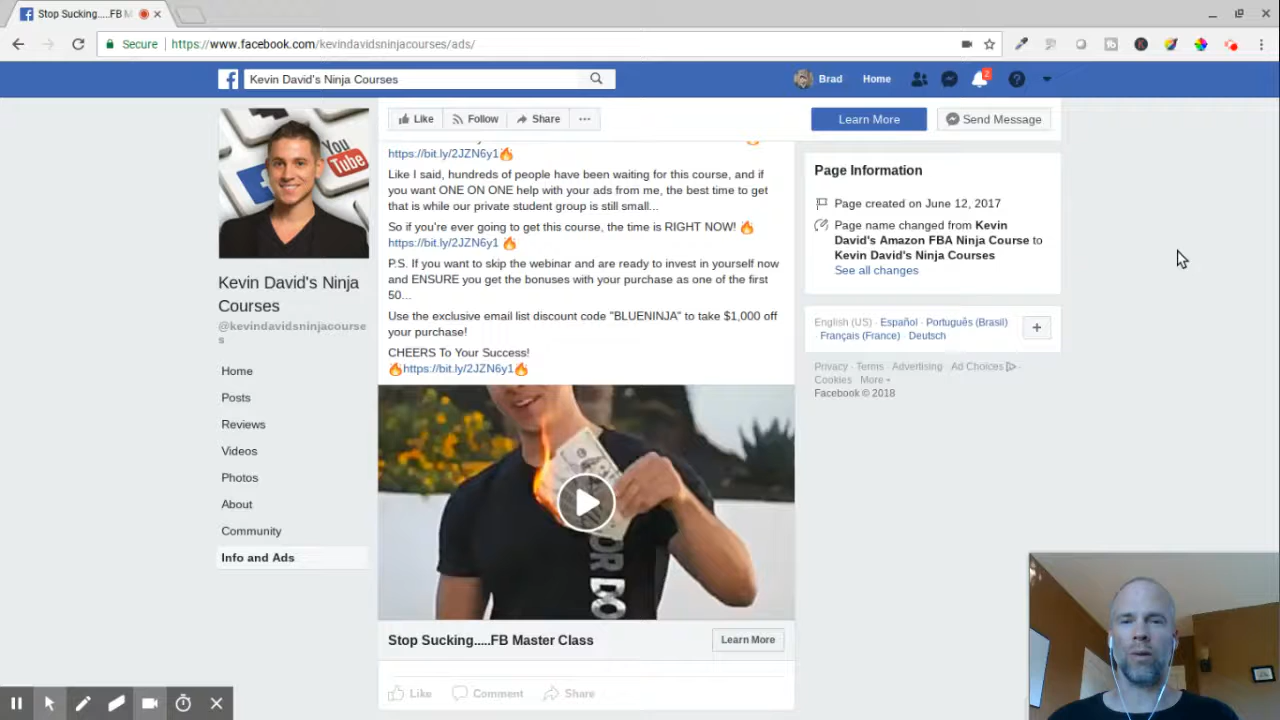 Stop Sucking.....FB M
Secure
https://www.facebook.com/kevindavidsninjacourses/ads/
Kevin David's Ninja Courses
Brad
Home
2
You
Tube
Kevin David's Ninja
Courses
@kevindavidsninjacourse
s
Home
Posts
Reviews
Videos
Photos
About
Community
Info and Ads
Like
Follow
Share
Learn More
Send Message
https://bit.ly/2JZN6y1🔥
Like I said, hundreds of people have been waiting for this course, and if
you want ONE ON ONE help with your ads from me, the best time to get
that is while our private student group is still small...
So if you're ever going to get this course, the time is RIGHT NOW! 🔥
https://bit.ly/2JZN6y1 🔥
P.S. If you want to skip the webinar and are ready to invest in yourself now
and ENSURE you get the bonuses with your purchase as one of the first
50...
Use the exclusive email list discount code "BLUENINJA" to take $1,000 off
your purchase!
CHEERS To Your Success!
🔥https://bit.ly/2JZN6y1🔥
OR DO
Stop Sucking.....FB Master Class
Learn More
Like
Comment
Share
Page Information
Page created on June 12, 2017
Page name changed from Kevin
David's Amazon FBA Ninja Course to
Kevin David's Ninja Courses
See all changes
English (US) · Español · Português (Brasil) ·
Français (France) · Deutsch
Privacy · Terms · Advertising · Ad Choices ·
Cookies · More
Facebook © 2018